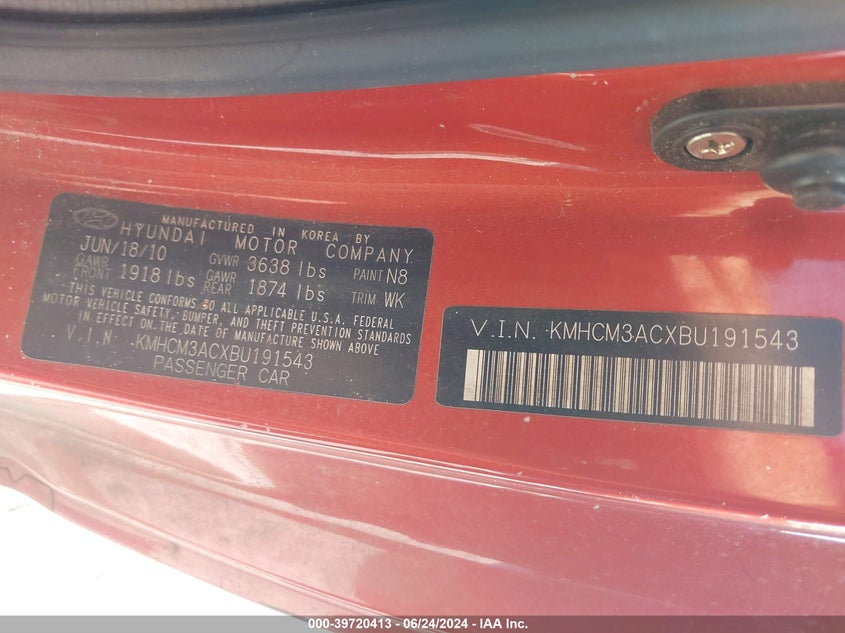 MANUFACTURED IN KOREA BY
HYUNDAI MOTOR COMPANY
JUN/18/10 GVWR 3638 lbs PAINT N8
GAWR FRONT 1918 lbs GAWR REAR 1874 lbs TRIM WK
THIS VEHICLE CONFORMS TO ALL APPLICABLE U.S.A. FEDERAL
MOTOR VEHICLE SAFETY, BUMPER, AND THEFT PREVENTION STANDARDS
IN EFFECT ON THE DATE OF MANUFACTURE SHOWN ABOVE
V.I.N. KMHCM3ACXBU191543
PASSENGER CAR
V.I.N. KMHCM3ACXBU191543
000-39720413 - 06/24/2024 - IAA Inc.